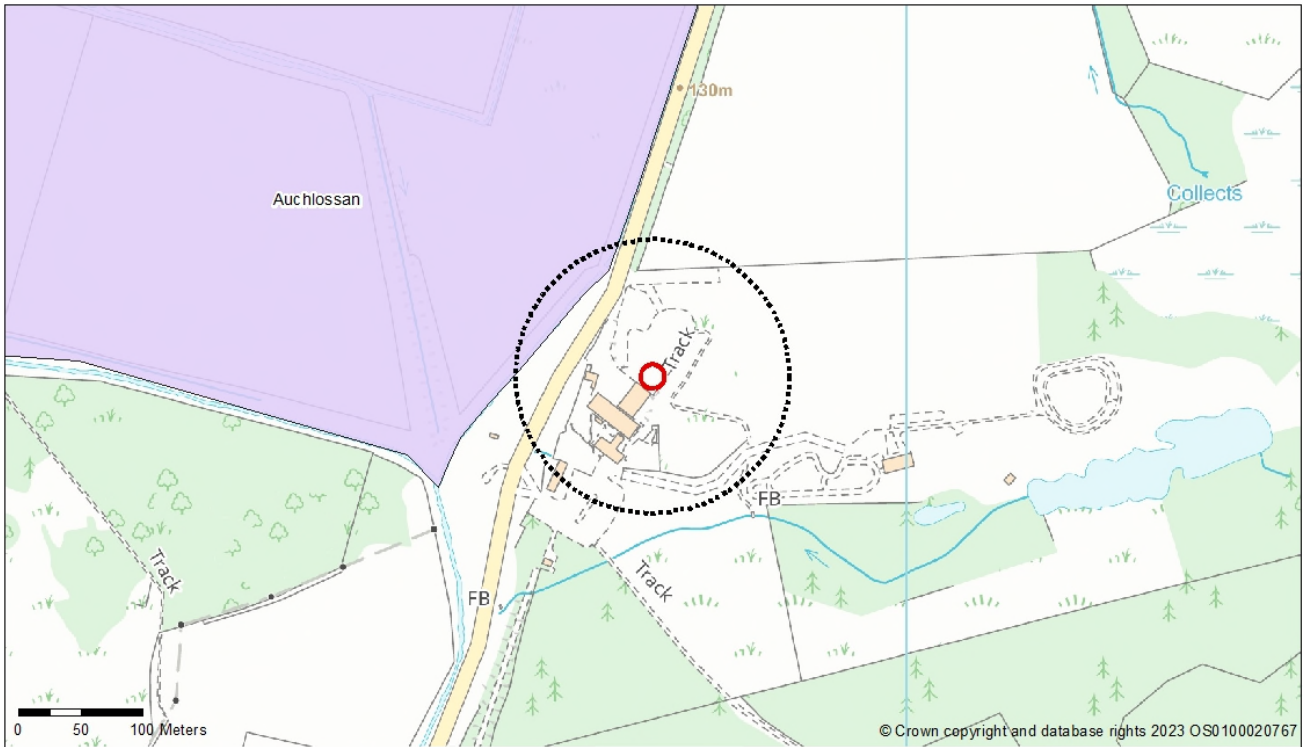 130m
Collects
Auchlossan
Track
FB
Track
Track
FB
0 50 100 Meters
© Crown copyright and database rights 2023 OS0100020767